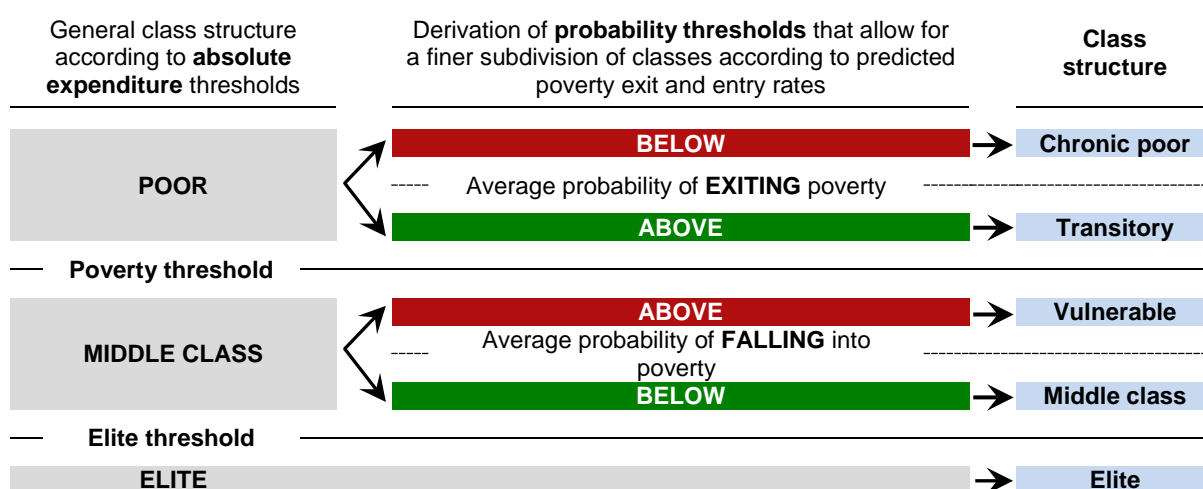 General class structure
according to absolute
expenditure thresholds
Derivation of probability thresholds that allow for
a finer subdivision of classes according to predicted
poverty exit and entry rates
Class
structure
POOR
BELOW
Chronic poor
Average probability of EXITING poverty
ABOVE
Transitory
Poverty threshold
MIDDLE CLASS
ABOVE
Vulnerable
Average probability of FALLING into
poverty
BELOW
Middle class
Elite threshold
ELITE
Elite